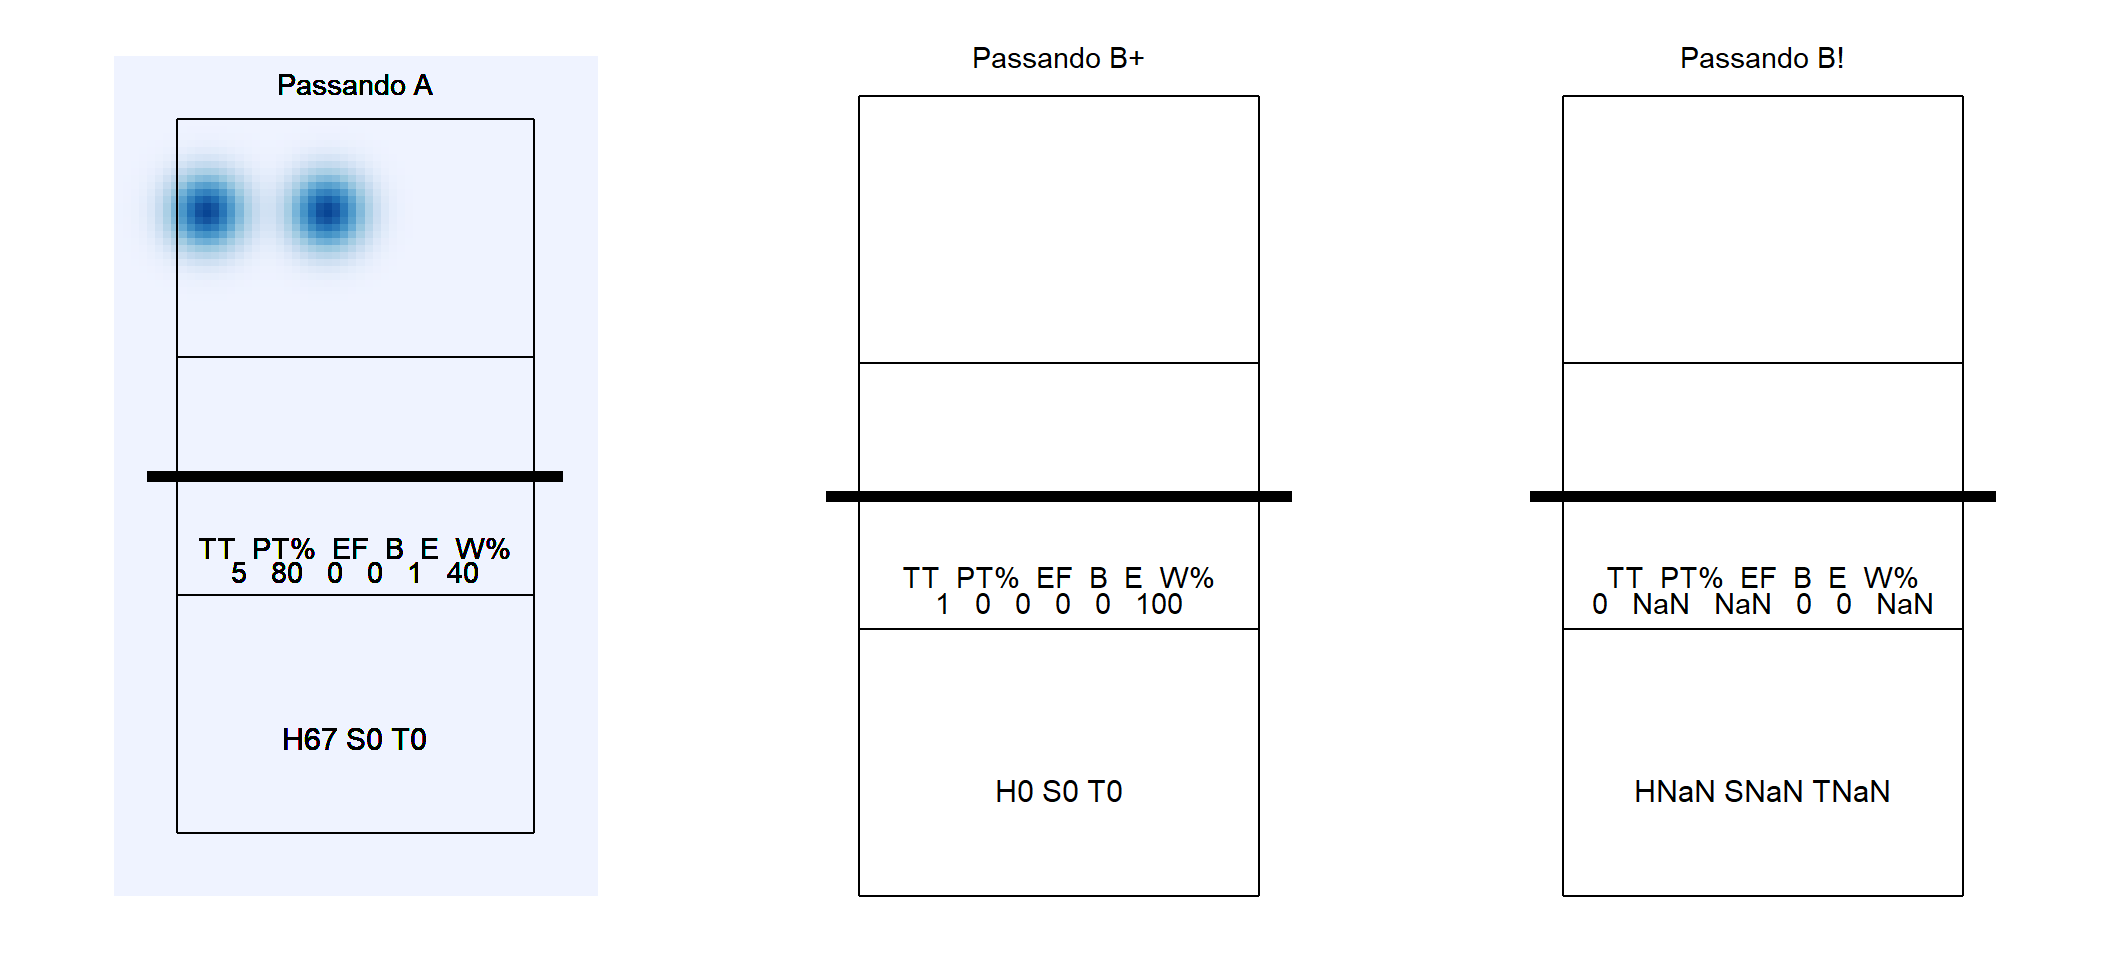 Passando A
TT PT% EF B E W%
5 80 0 0 1 40
H67 S0 T0
Passando B+
TT PT% EF B E W%
1 0 0 0 0 100
H0 S0 T0
Passando B!
TT PT% EF B E W%
0 NaN NaN 0 0 NaN
HNaN SNaN TNaN